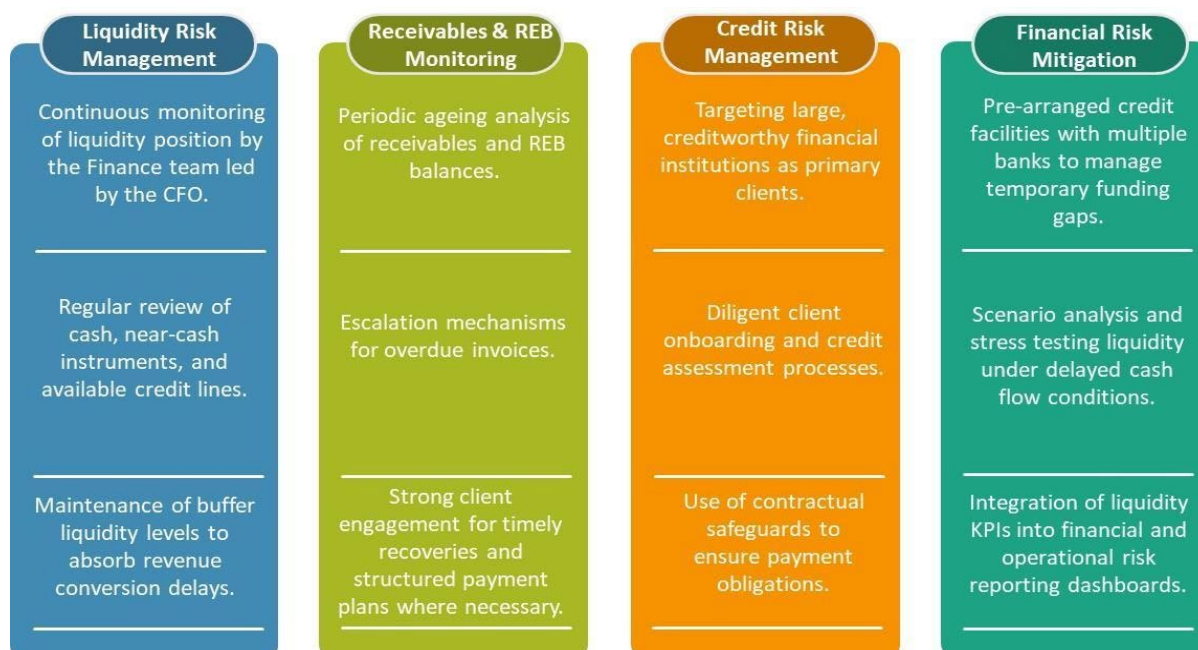 Liquidity Risk
Management
Continuous monitoring
of liquidity position by
the Finance team led
by the CFO.
Regular review of
cash, near-cash
instruments, and
available credit lines.
Maintenance of buffer
liquidity levels to
absorb revenue
conversion delays.
Receivables & REB
Monitoring
Periodic ageing analysis
of receivables and REB
balances.
Escalation mechanisms
for overdue invoices.
Strong client
engagement for timely
recoveries and
structured payment
plans where necessary.
Credit Risk
Management
Targeting large,
creditworthy financial
institutions as primary
clients.
Diligent client
onboarding and credit
assessment processes.
Use of contractual
safeguards to
ensure payment
obligations.
Financial Risk
Mitigation
Pre-arranged credit
facilities with multiple
banks to manage
temporary funding
gaps.
Scenario analysis and
stress testing liquidity
under delayed cash
flow conditions.
Integration of liquidity
KPIs into financial and
operational risk
reporting dashboards.